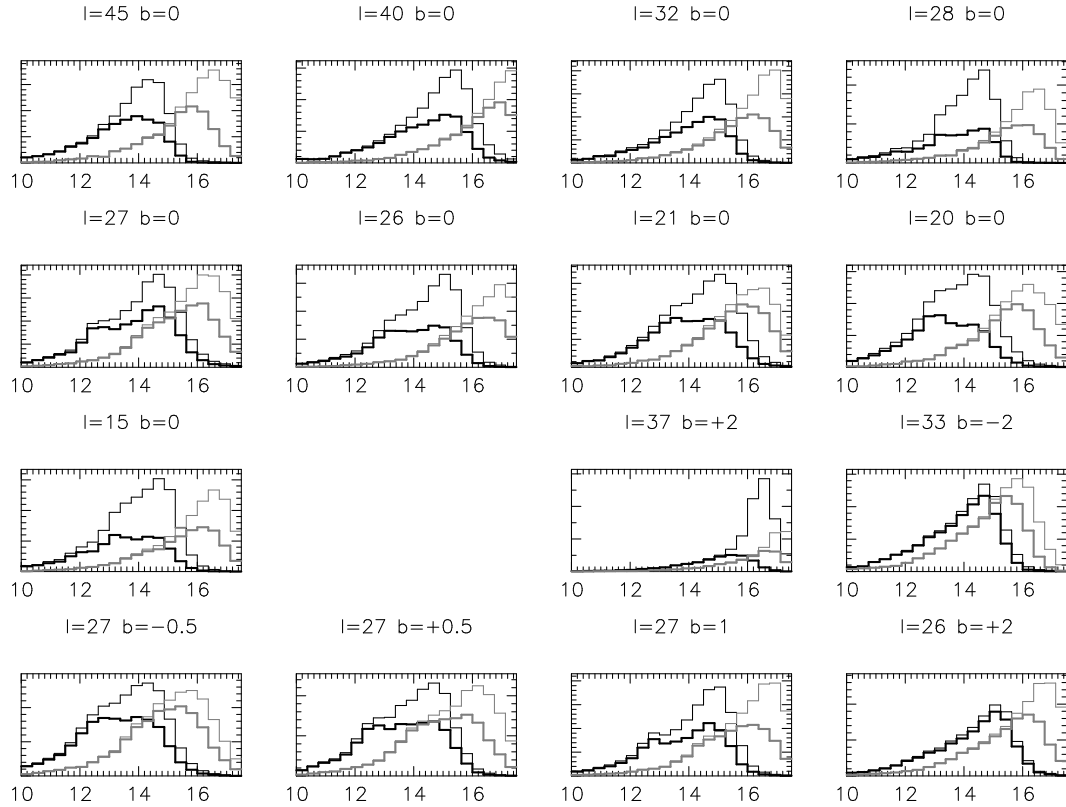 l=45 b=0 l=40 b=0 l=32 b=0 l=28 b=0
10 12 14 16 10 12 14 16 10 12 14 16 10 12 14 16
l=27 b=0 l=26 b=0 l=21 b=0 l=20 b=0
10 12 14 16 10 12 14 16 10 12 14 16 10 12 14 16
l=15 b=0 l=37 b=+2 l=33 b=−2
10 12 14 16 10 12 14 16 10 12 14 16
l=27 b=−0.5 l=27 b=+0.5 l=27 b=1 l=26 b=+2
10 12 14 16 10 12 14 16 10 12 14 16 10 12 14 16